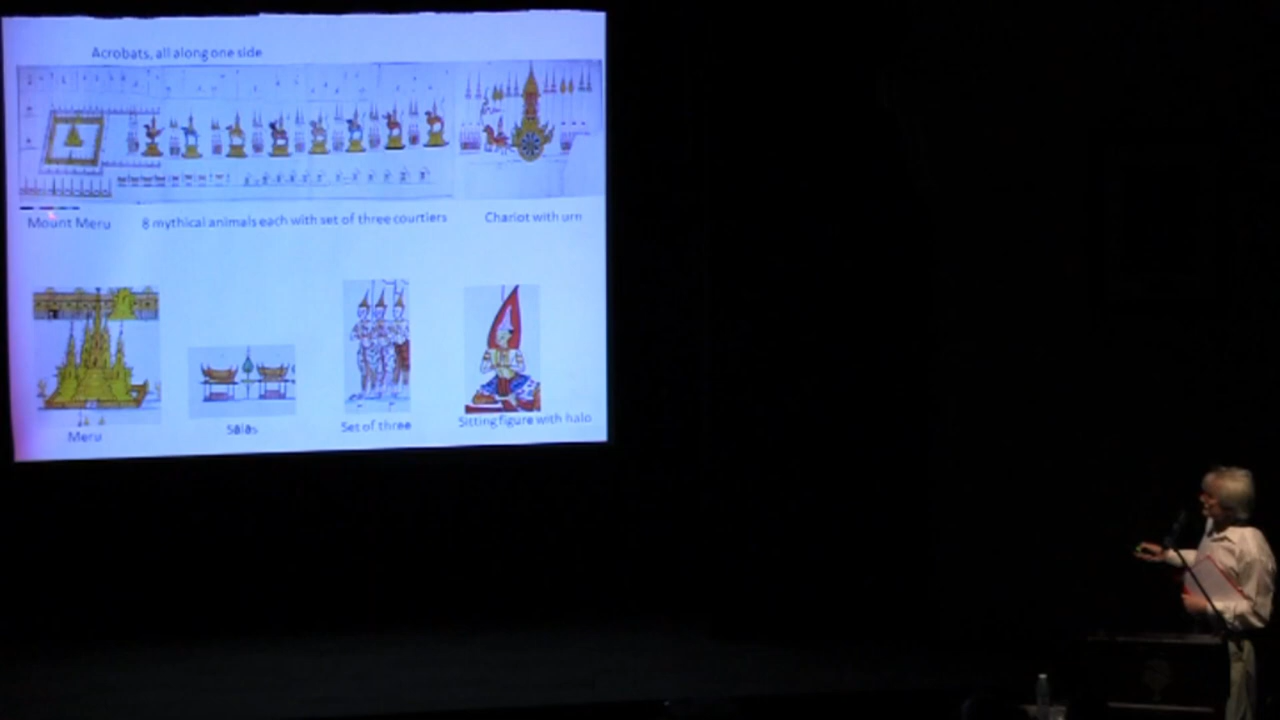 Acrobats, all along one side
Mount Meru
8 mythical animals each with set of three courtiers
Chariot with urn
Meru
Salas
Set of three
Sitting figure with halo